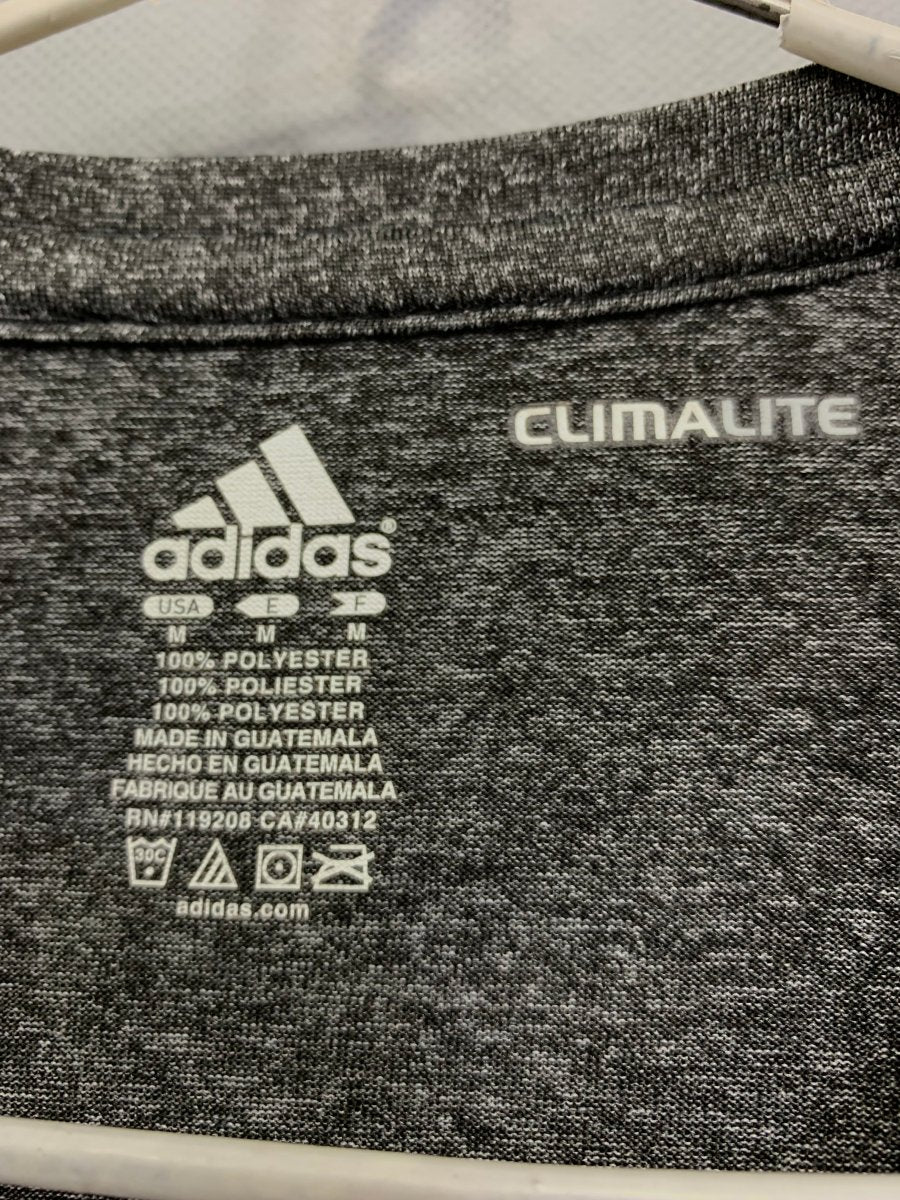 CLIMALITE
adidas®
USA E F
M M M
100% POLYESTER
100% POLIESTER
100% POLYESTER
MADE IN GUATEMALA
HECHO EN GUATEMALA
FABRIQUE AU GUATEMALA
RN#119208 CA#40312
30C
adidas.com